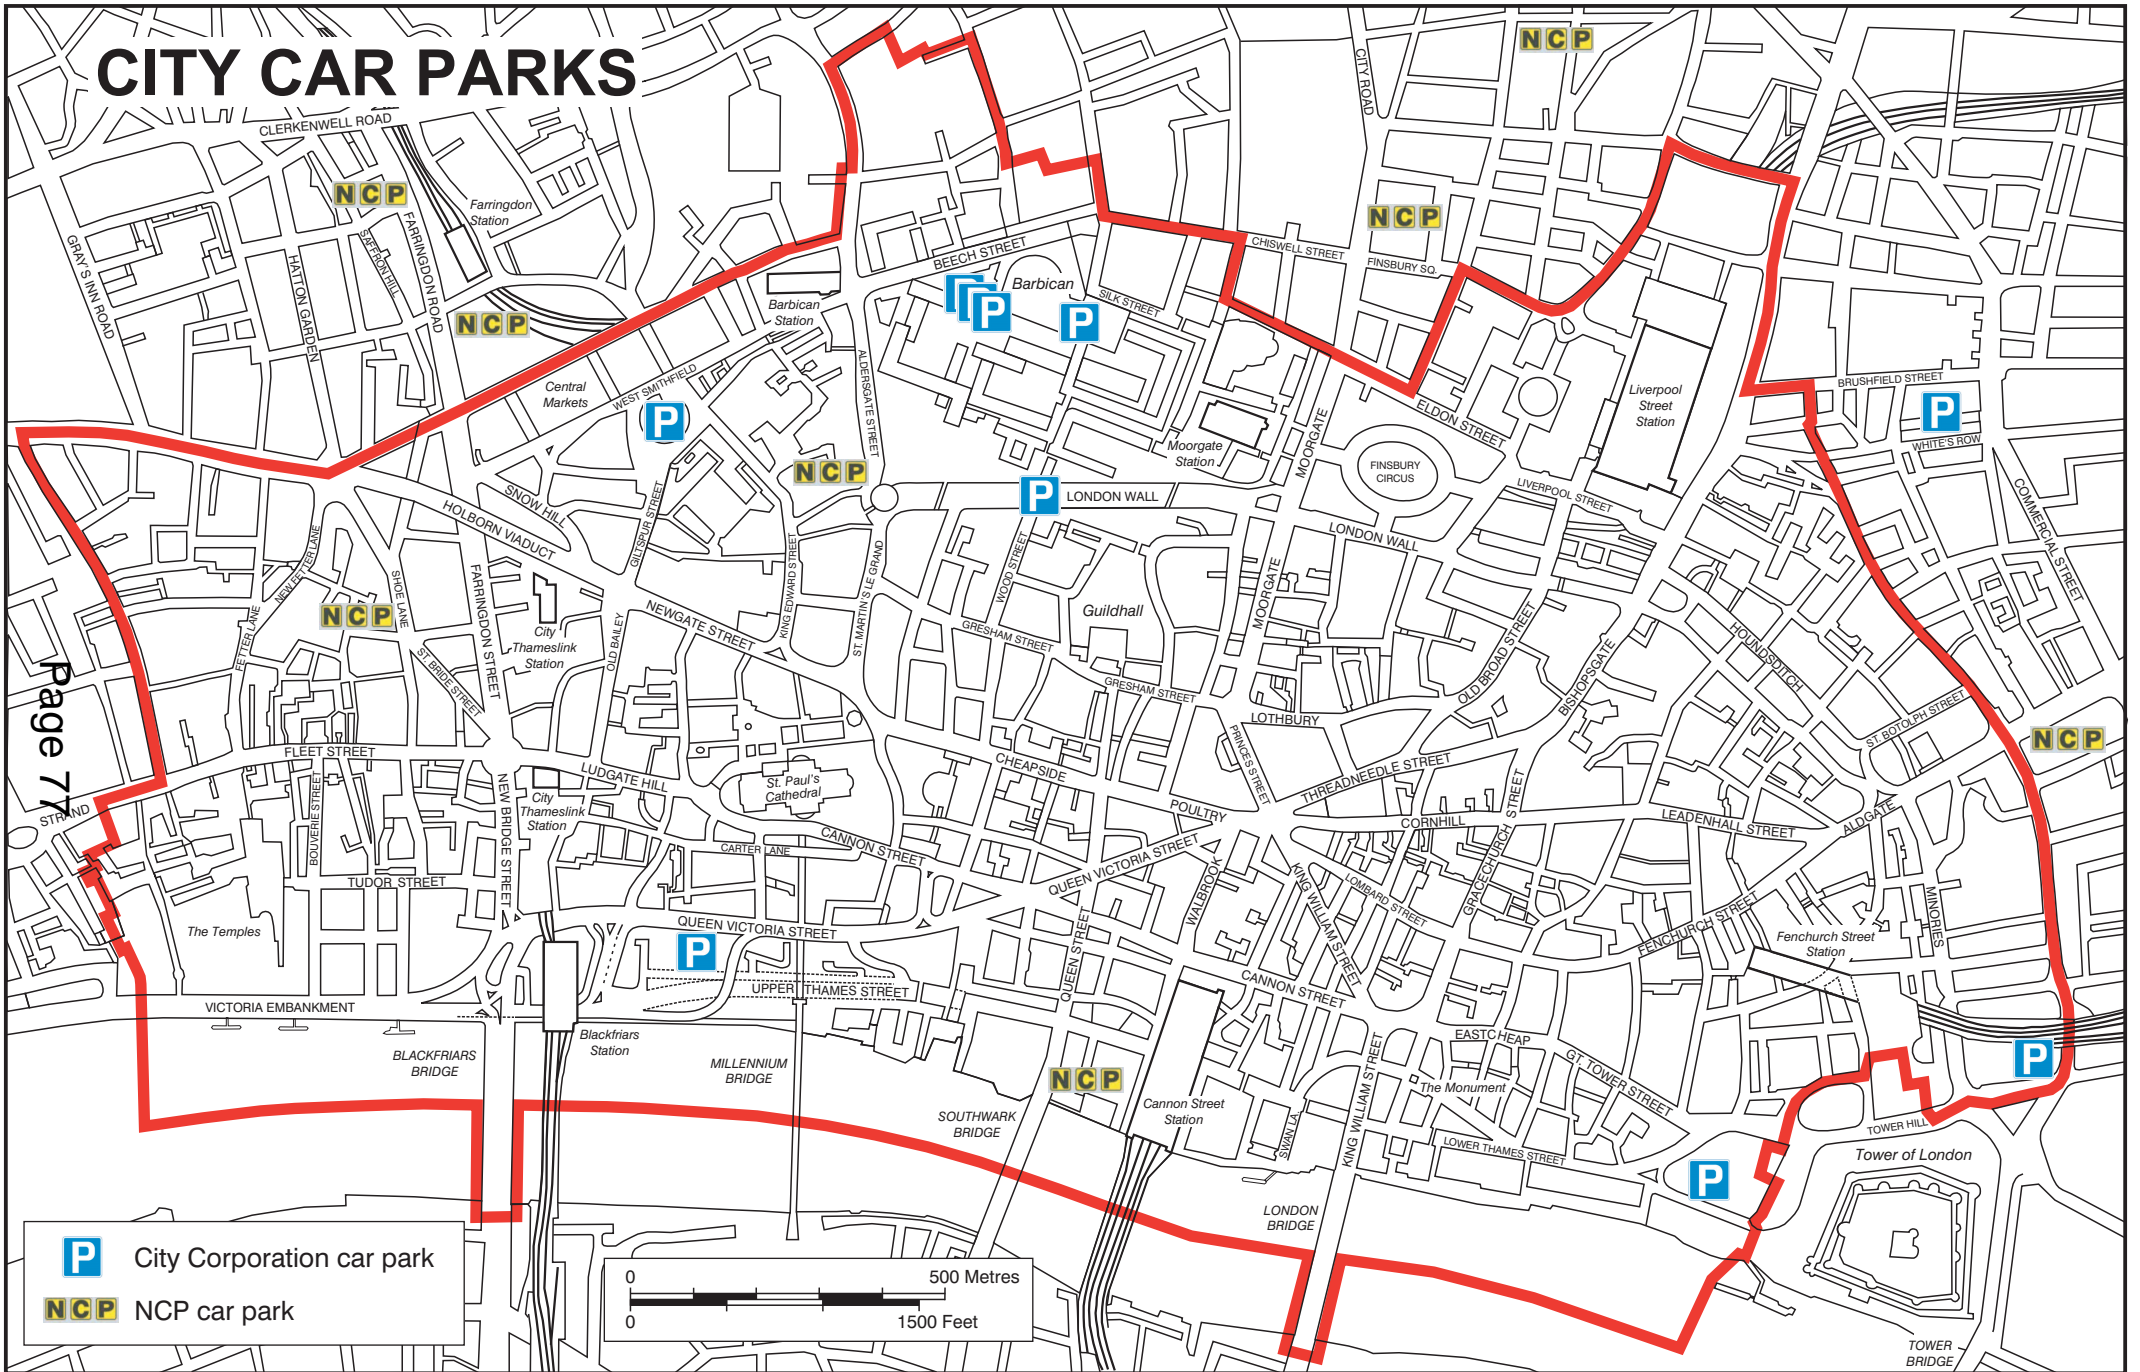 CITY CAR PARKS
NCP
CITY ROAD
CLERKENWELL ROAD
NCP
Farringdon
Station
NCP
GRAY'S INN ROAD
HATTON GARDEN
SAFFRON HILL
FARRINGDON ROAD
NCP
CHISWELL STREET
FINSBURY SQ.
BEECH STREET
Barbican
SILK STREET
Barbican
Station
P
P
Central
Markets
WEST SMITHFIELD
P
ALDERSGATE STREET
Liverpool
Street
Station
BRUSHFIELD STREET
P
WHITE'S ROW
ELDON STREET
MOORGATE
Moorgate
Station
FINSBURY
CIRCUS
NCP
P
LONDON WALL
LIVERPOOL STREET
COMMERCIAL STREET
SNOW HILL
HOLBORN VIADUCT
GILTSPUR STREET
LONDON WALL
NEW FETTER LANE
FETTER LANE
NCP
SHOE LANE
FARRINGDON STREET
City
Thameslink
Station
OLD BAILEY
NEWGATE STREET
KING EDWARD STREET
ST. MARTIN'S LE GRAND
WOOD STREET
Guildhall
GRESHAM STREET
MOORGATE
OLD BROAD STREET
BISHOPSGATE
HOUNDSDITCH
ST. BRIDE STREET
GRESHAM STREET
LOTHBURY
PRINCES STREET
ST. BOTOLPH STREET
NCP
Page 77
STRAND
FLEET STREET
BOUVERIE STREET
NEW BRIDGE STREET
City
Thameslink
Station
LUDGATE HILL
St. Paul's
Cathedral
CHEAPSIDE
POULTRY
THREADNEEDLE STREET
CORNHILL
LEADENHALL STREET
ALDGATE
CARTER LANE
CANNON STREET
QUEEN VICTORIA STREET
WALBROOK
KING WILLIAM STREET
LOMBARD STREET
GRACECHURCH STREET
TUDOR STREET
The Temples
QUEEN VICTORIA STREET
P
UPPER THAMES STREET
QUEEN STREET
CANNON STREET
FENCHURCH STREET
Fenchurch Street
Station
MINORIES
VICTORIA EMBANKMENT
Blackfriars
Station
BLACKFRIARS
BRIDGE
MILLENNIUM
BRIDGE
NCP
SOUTHWARK
BRIDGE
Cannon Street
Station
SWAN LA.
KING WILLIAM STREET
EASTCHEAP
The Monument
GT. TOWER STREET
LOWER THAMES STREET
P
TOWER HILL
P
Tower of London
LONDON
BRIDGE
TOWER
BRIDGE
P City Corporation car park
NCP NCP car park
0 500 Metres
0 1500 Feet